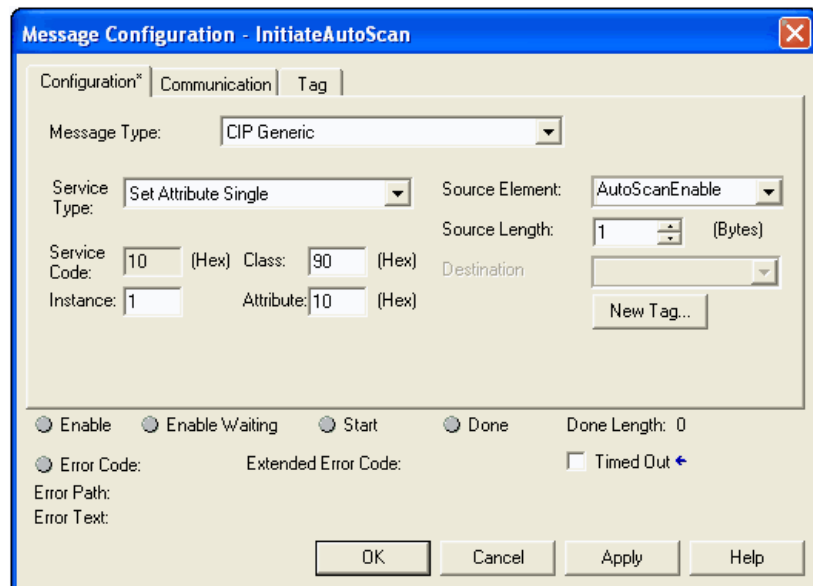 Message Configuration - InitiateAutoScan
Configuration* Communication Tag
Message Type: CIP Generic
Service Type: Set Attribute Single
Source Element: AutoScanEnable
Source Length: 1 (Bytes)
Service Code: 10 (Hex) Class: 90 (Hex)
Destination
Instance: 1 Attribute: 10 (Hex)
New Tag...
Enable Enable Waiting Start Done Done Length: 0
Error Code: Extended Error Code: Timed Out
Error Path:
Error Text:
OK Cancel Apply Help